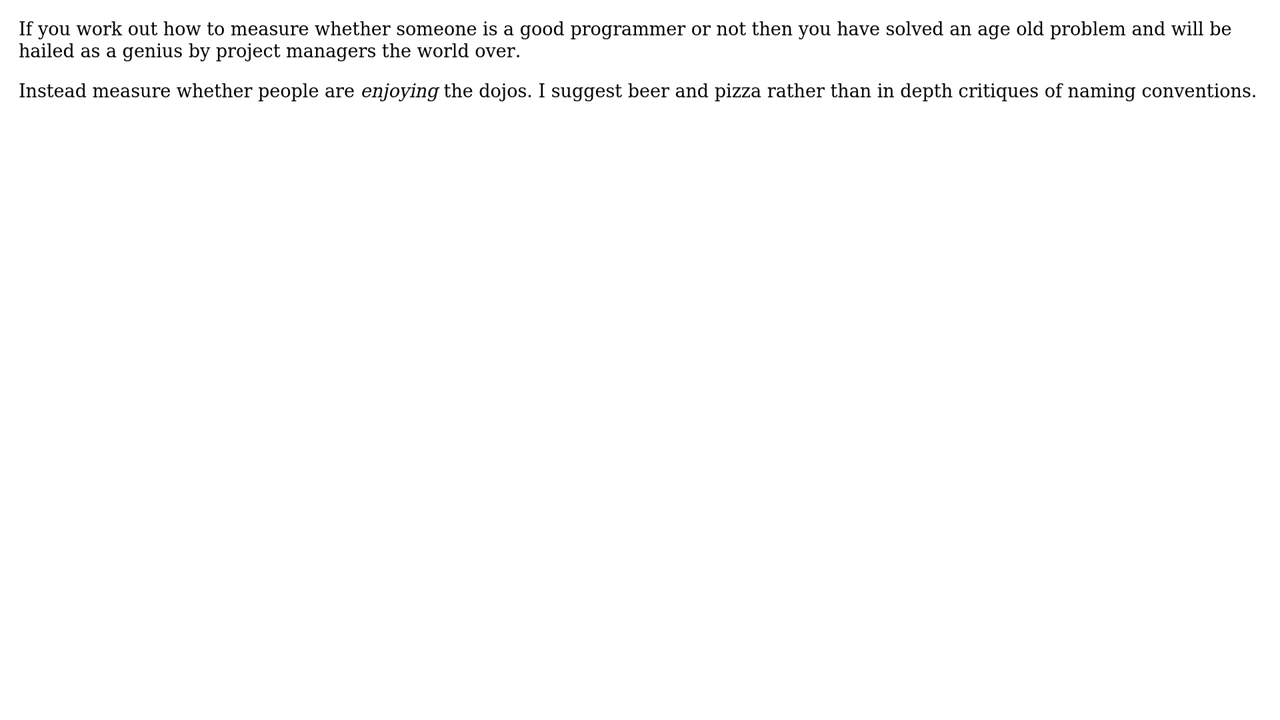 If you work out how to measure whether someone is a good programmer or not then you have solved an age old problem and will be
hailed as a genius by project managers the world over.
Instead measure whether people are enjoying the dojos. I suggest beer and pizza rather than in depth critiques of naming conventions.